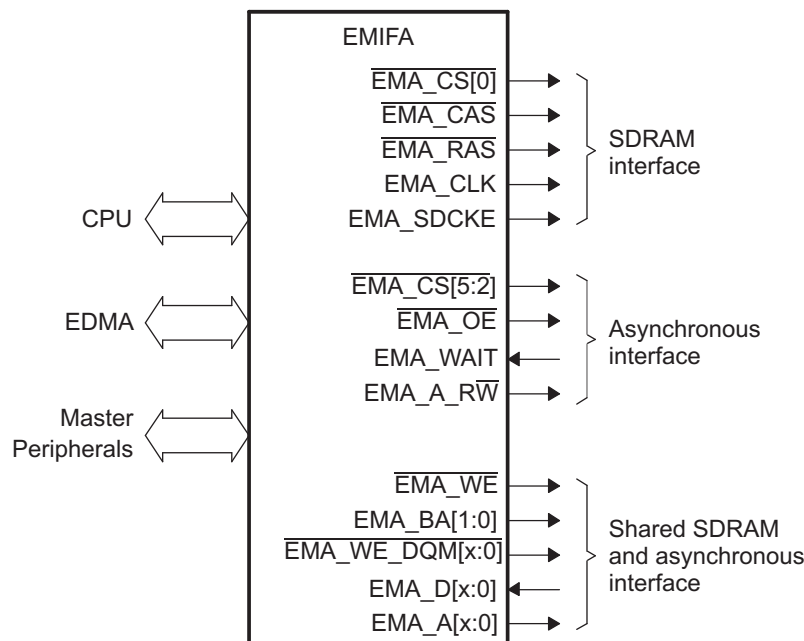 EMIFA
EMA_CS[0]
EMA_CAS
EMA_RAS
EMA_CLK
EMA_SDCKE
SDRAM
interface
CPU
EMA_CS[5:2]
EMA_OE
EMA_WAIT
EMA_A_RW
Asynchronous
interface
EDMA
Master
Peripherals
EMA_WE
EMA_BA[1:0]
EMA_WE_DQM[x:0]
EMA_D[x:0]
EMA_A[x:0]
Shared SDRAM
and asynchronous
interface